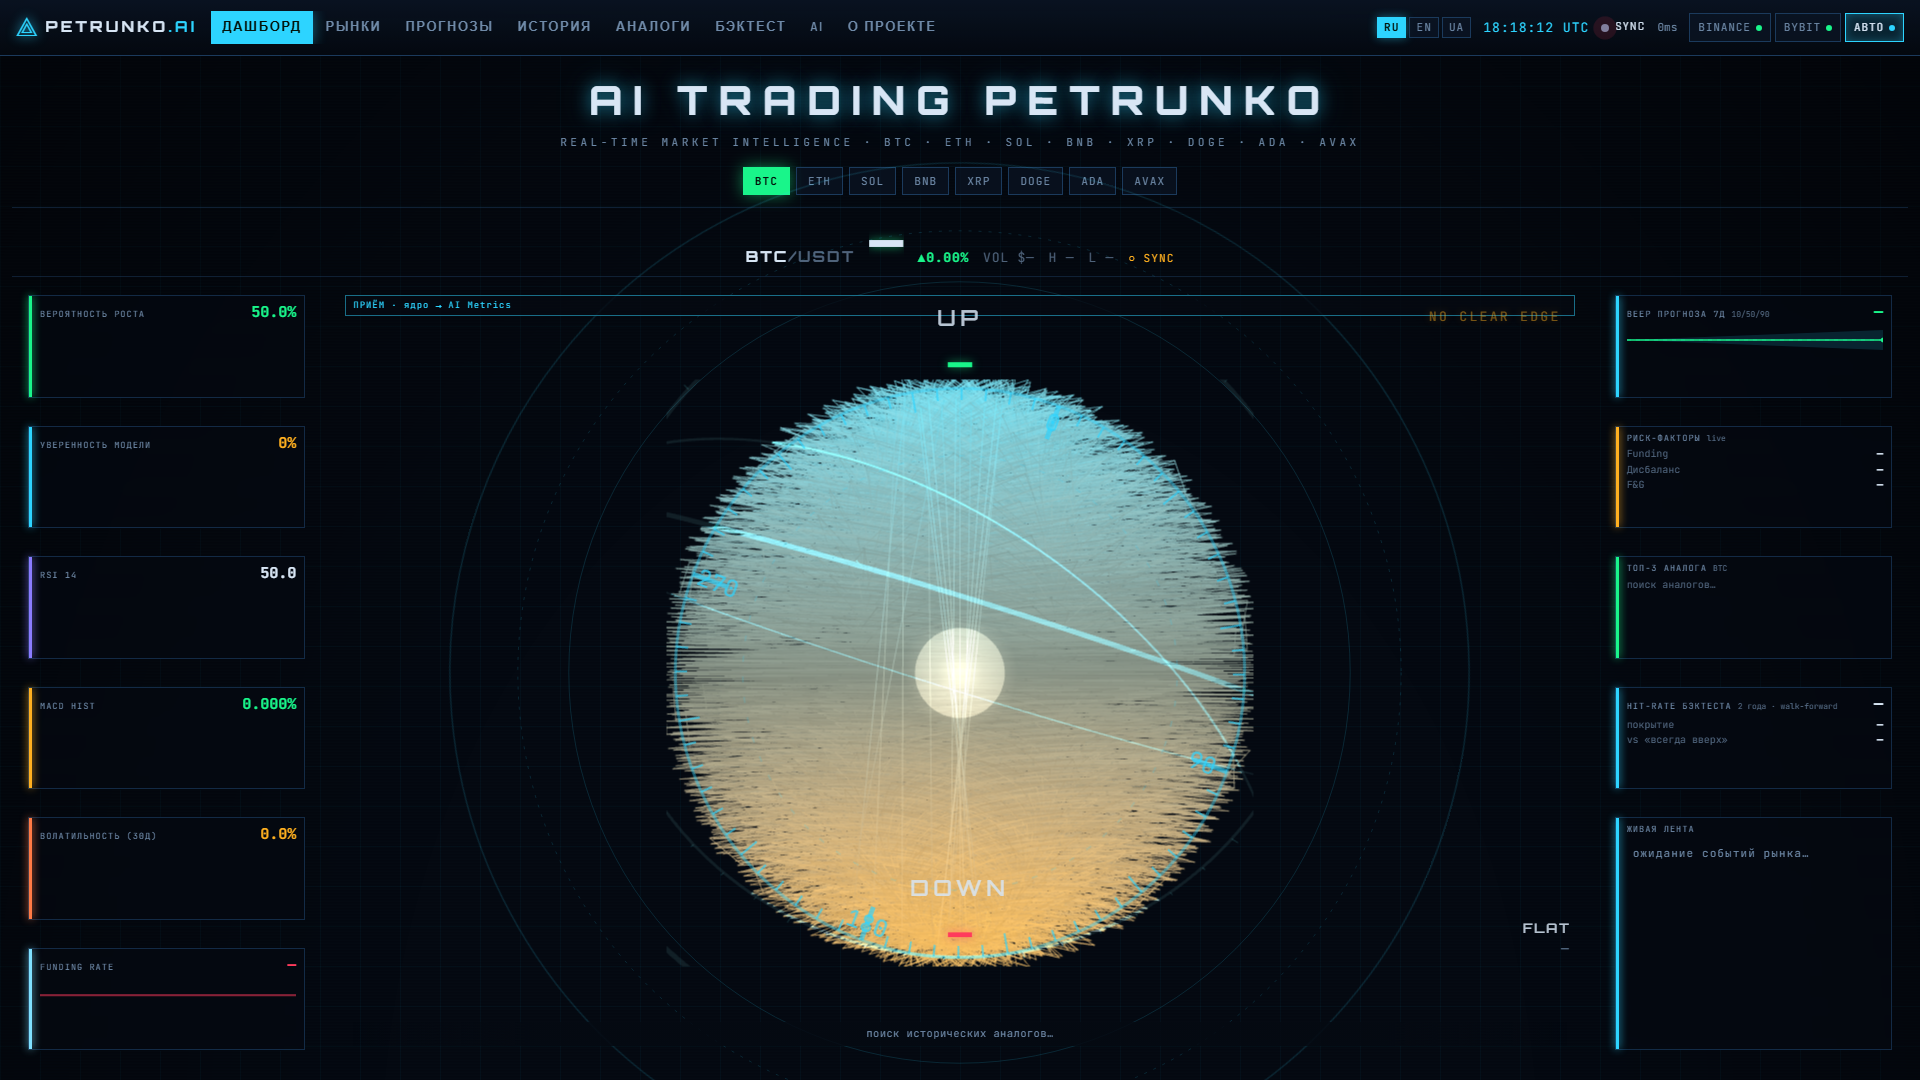 PETRUNKO.AI
ДАШБОРД РЫНКИ ПРОГНОЗЫ ИСТОРИЯ АНАЛОГИ БЭКТЕСТ AI О ПРОЕКТЕ
RU EN UA 18:18:12 UTC SYNC 0ms BINANCE BYBIT АВТО
AI TRADING PETRUNKO
REAL-TIME MARKET INTELLIGENCE · BTC · ETH · SOL · BNB · XRP · DOGE · ADA · AVAX
BTC ETH SOL BNB XRP DOGE ADA AVAX
BTC/USDT — ▲0.00% VOL $— H — L — SYNC
ВЕРОЯТНОСТЬ РОСТА 50.0%
УВЕРЕННОСТЬ МОДЕЛИ 0%
RSI 14 50.0
MACD HIST 0.000%
ВОЛАТИЛЬНОСТЬ (30Д) 0.0%
FUNDING RATE —
ПРИЁМ · ядро → AI Metrics
UP
—
NO CLEAR EDGE
270
90
180
DOWN
—
FLAT
—
поиск исторических аналогов…
ВЕЕР ПРОГНОЗА 7Д 10/50/90 —
РИСК-ФАКТОРЫ live
Funding —
Дисбаланс —
F&G —
ТОП-3 АНАЛОГА BTC
поиск аналогов…
HIT-RATE БЭКТЕСТА 2 года · walk-forward —
покрытие —
vs «всегда вверх» —
ЖИВАЯ ЛЕНТА
ожидание событий рынка…